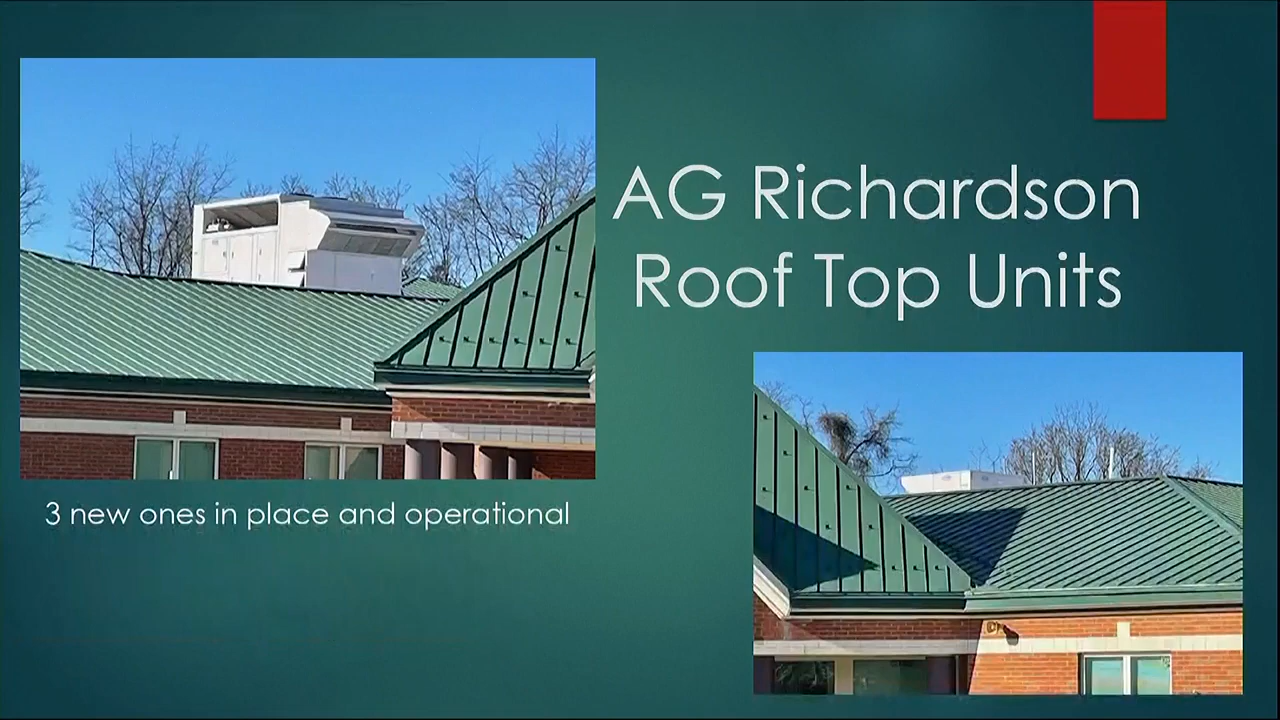 AG Richardson
Roof Top Units
3 new ones in place and operational